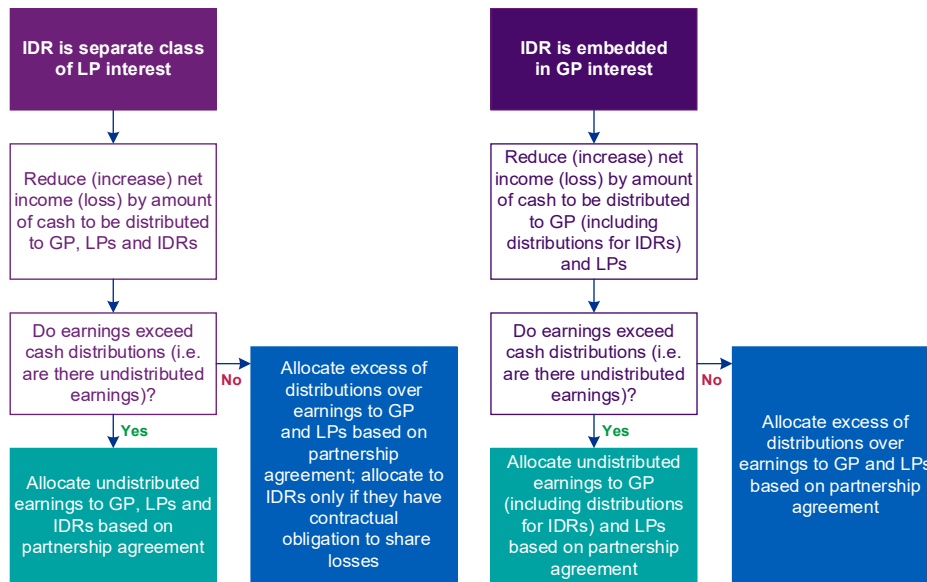 IDR is separate class
of LP interest
Reduce (increase) net
income (loss) by amount
of cash to be distributed
to GP, LPs and IDRs
Do earnings exceed
cash distributions (i.e.
are there undistributed
earnings)?
No
Allocate excess of
distributions over
earnings to GP
and LPs based on
partnership
agreement; allocate to
IDRs only if they have
contractual
obligation to share
losses
Yes
Allocate undistributed
earnings to GP, LPs and
IDRs based on
partnership agreement
IDR is embedded
in GP interest
Reduce (increase) net
income (loss) by amount
of cash to be distributed
to GP (including
distributions for IDRs)
and LPs
Do earnings exceed
cash distributions (i.e.
are there undistributed
earnings)?
No
Allocate excess of
distributions over
earnings to GP and LPs
based on partnership
agreement
Yes
Allocate undistributed
earnings to GP
(including distributions
for IDRs) and LPs
based on partnership
agreement